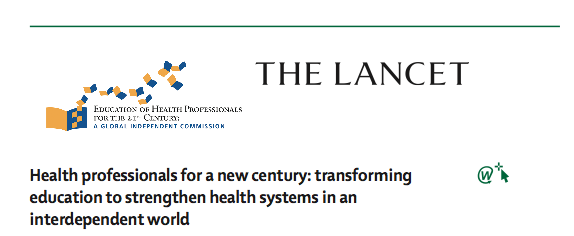 THE LANCET
EDUCATION OF HEALTH PROFESSIONALS
FOR THE 21ST CENTURY:
A GLOBAL INDEPENDENT COMMISSION
Health professionals for a new century: transforming
education to strengthen health systems in an
interdependent world
@W